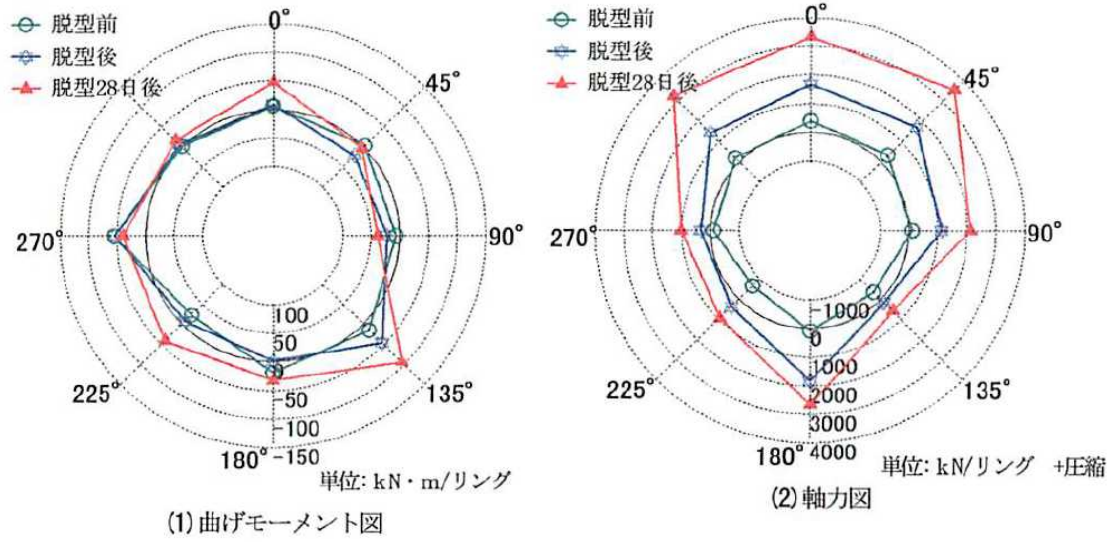 脱型前
脱型後
脱型28日後
0°
45°
90°
135°
180°
225°
270°
100
50
0
-50
-100
-150
単位: kN・m/リング
(1) 曲げモーメント図
脱型前
脱型後
脱型28日後
0°
45°
90°
135°
180°
225°
270°
-1000
0
1000
2000
3000
4000
単位: kN/リング +圧縮
(2) 軸力図